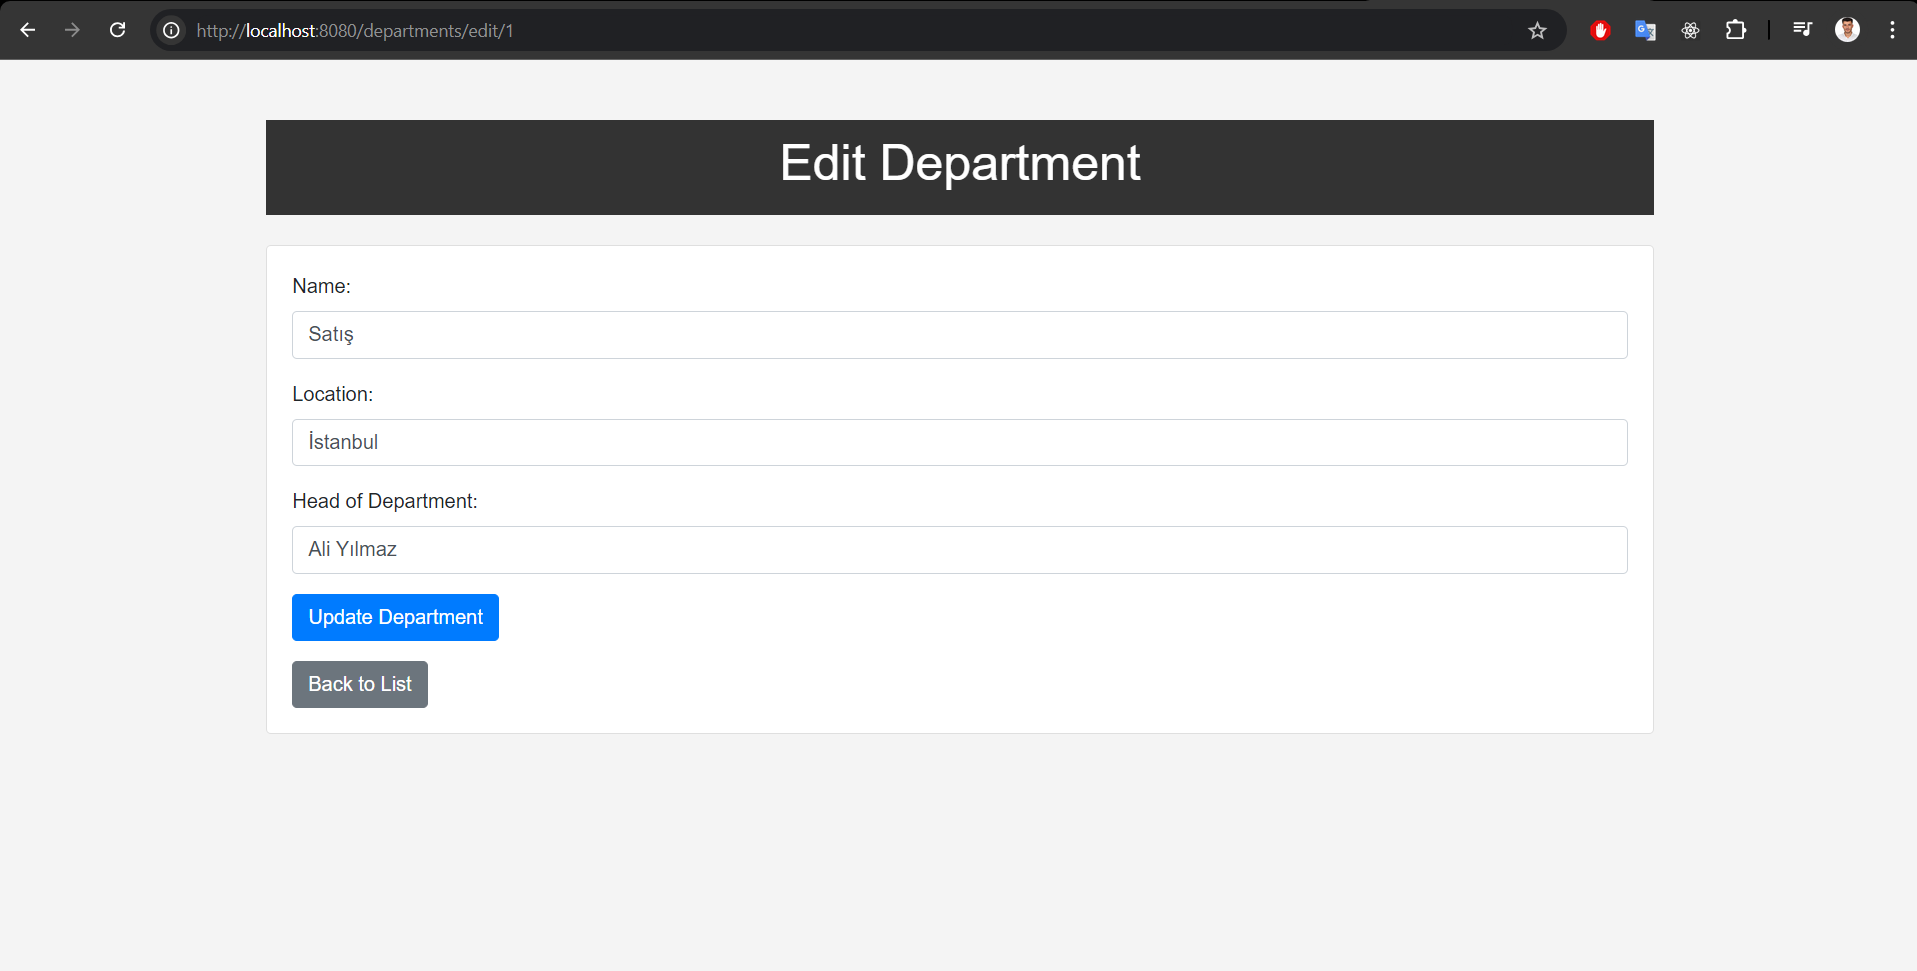 http://localhost:8080/departments/edit/1
Edit Department
Name:
Satış
Location:
İstanbul
Head of Department:
Ali Yılmaz
Update Department
Back to List